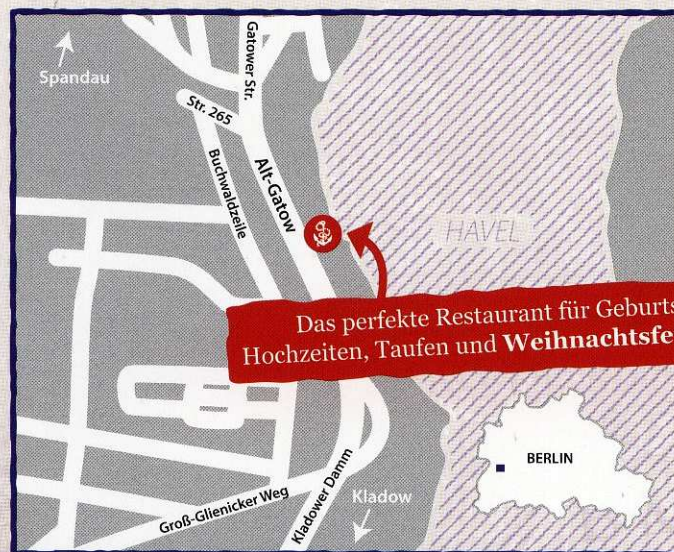 Spandau
Gatower Str.
Str. 265
Buchwaldzeile
Alt-Gatow
HAVEL
Das perfekte Restaurant für Geburts
Hochzeiten, Taufen und Weihnachtsfe
BERLIN
Kladower Damm
Groß-Glienicker Weg
Kladow